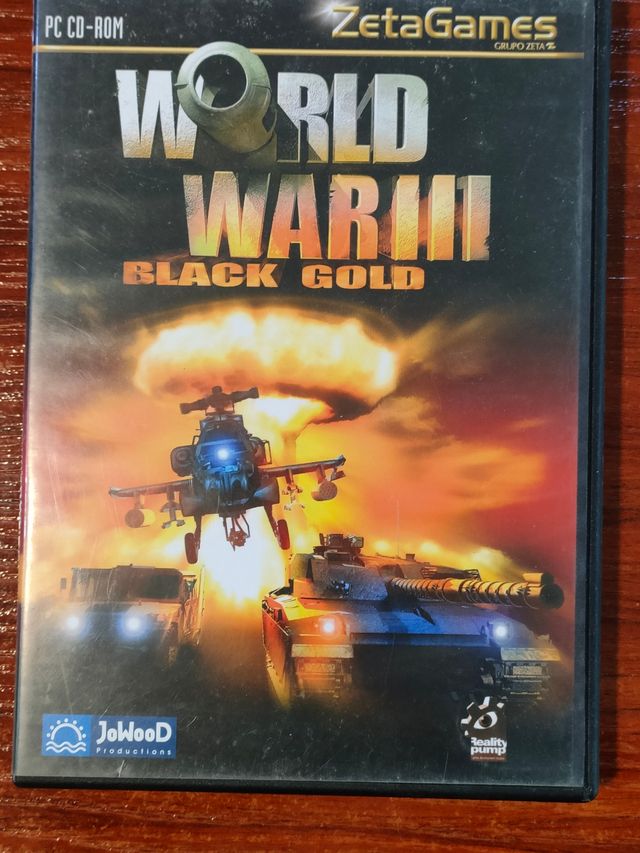 PC CD-ROM
ZetaGames
GRUPO ZETA
WORLD
WAR III
BLACK GOLD
JoWooD
Productions
Reality
pump